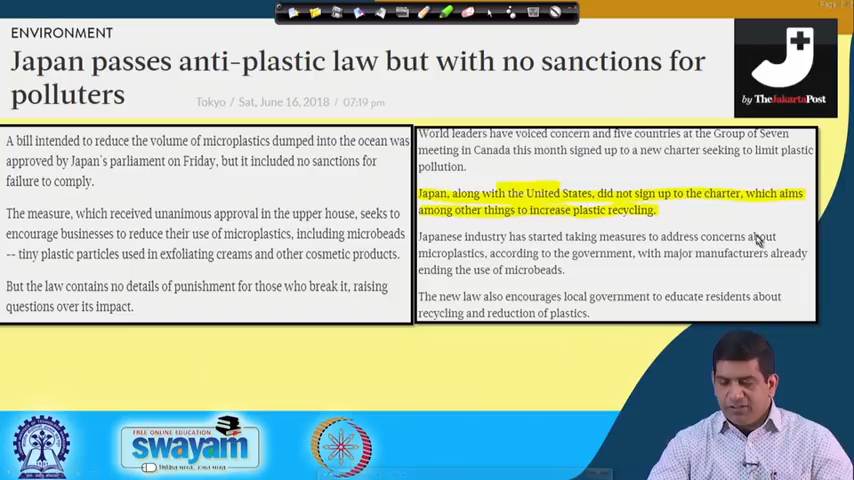 ENVIRONMENT
Japan passes anti-plastic law but with no sanctions for
polluters
Tokyo / Sat, June 16, 2018 / 07:19 pm
by TheJakartaPost
A bill intended to reduce the volume of microplastics dumped into the ocean was
approved by Japan's parliament on Friday, but it included no sanctions for
failure to comply.
The measure, which received unanimous approval in the upper house, seeks to
encourage businesses to reduce their use of microplastics, including microbeads
-- tiny plastic particles used in exfoliating creams and other cosmetic products.
But the law contains no details of punishment for those who break it, raising
questions over its impact.
World leaders have voiced concern and five countries at the Group of Seven
meeting in Canada this month signed up to a new charter seeking to limit plastic
pollution.
Japan, along with the United States, did not sign up to the charter, which aims
among other things to increase plastic recycling.
Japanese industry has started taking measures to address concerns about
microplastics, according to the government, with major manufacturers already
ending the use of microbeads.
The new law also encourages local government to educate residents about
recycling and reduction of plastics.
FREE ONLINE EDUCATION
swayam